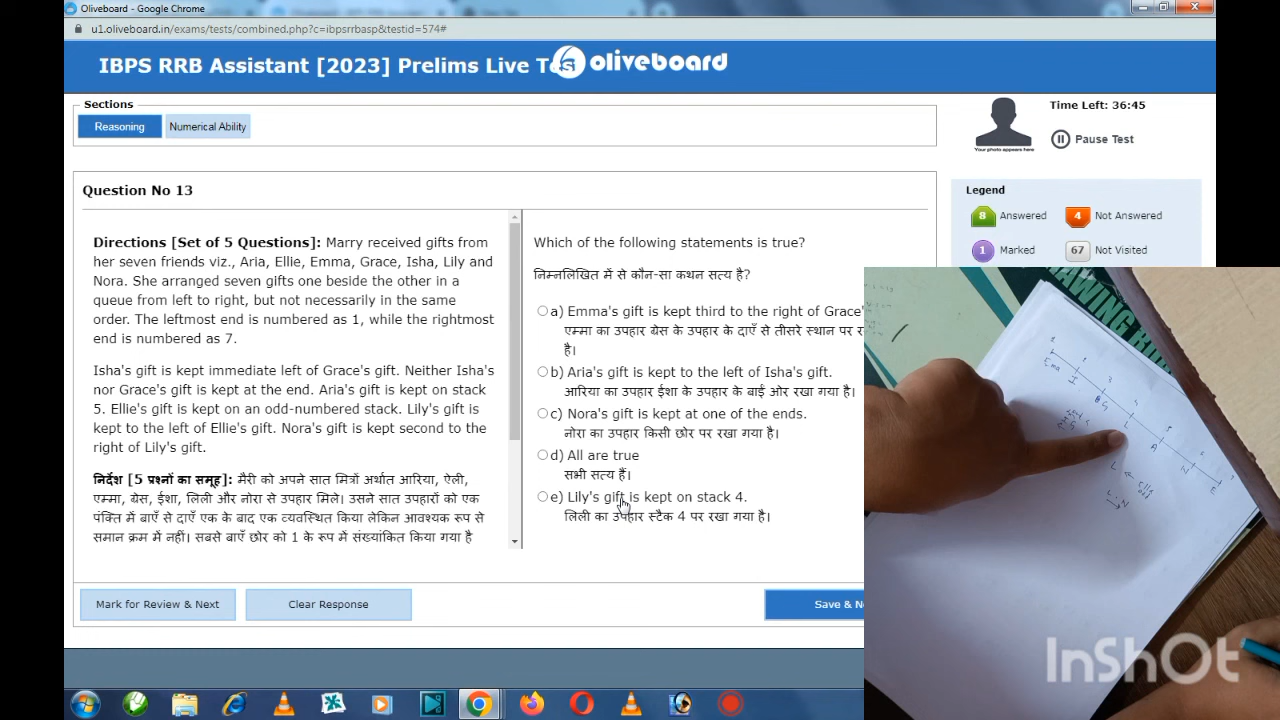 Oliveboard - Google Chrome
u1.oliveboard.in/exams/tests/combined.php?c=ibpsrrbasp&testid=574#
IBPS RRB Assistant [2023] Prelims Live
oliveboard
Sections
Reasoning
Numerical Ability
Your photo appears here
Time Left: 36:45
Pause Test
Question No 13
Legend
8 Answered
4 Not Answered
1 Marked
67 Not Visited
Directions [Set of 5 Questions]: Marry received gifts from
her seven friends viz., Aria, Ellie, Emma, Grace, Isha, Lily and
Nora. She arranged seven gifts one beside the other in a
queue from left to right, but not necessarily in the same
order. The leftmost end is numbered as 1, while the rightmost
end is numbered as 7.
Isha's gift is kept immediate left of Grace's gift. Neither Isha's
nor Grace's gift is kept at the end. Aria's gift is kept on stack
5. Ellie's gift is kept on an odd-numbered stack. Lily's gift is
kept to the left of Ellie's gift. Nora's gift is kept second to the
right of Lily's gift.
निर्देश [5 प्रश्नों का समूह]: मैरी को अपने सात मित्रों अर्थात आरिया, ऐली,
एम्मा, ग्रेस, ईशा, लिली और नोरा से उपहार मिले। उसने सात उपहारों को एक
पंक्ति में बाएँ से दाएँ एक के बाद एक व्यवस्थित किया लेकिन आवश्यक रूप से
समान क्रम में नहीं। सबसे बाएँ छोर को 1 के रूप में संख्यांकित किया गया है
Which of the following statements is true?
निम्नलिखित में से कौन-सा कथन सत्य है?
a) Emma's gift is kept third to the right of Grace's
एम्मा का उपहार ग्रेस के उपहार के दाएँ से तीसरे स्थान पर
है।
b) Aria's gift is kept to the left of Isha's gift.
आरिया का उपहार ईशा के उपहार के बाईं ओर रखा गया है।
c) Nora's gift is kept at one of the ends.
नोरा का उपहार किसी छोर पर रखा गया है।
d) All are true
सभी सत्य हैं।
e) Lily's gift is kept on stack 4.
लिली का उपहार स्टैक 4 पर रखा गया है।
Mark for Review & Next
Clear Response
Save &
DRAWING
I
G
L
A
N
E
L
L . N
InShOt